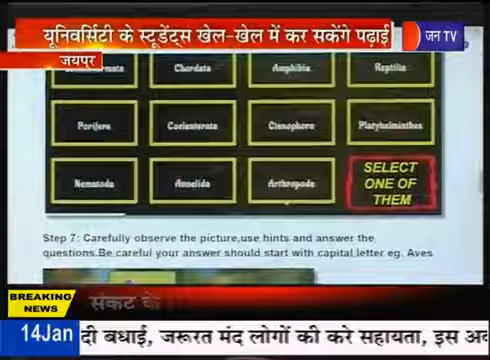 यूनिवर्सिटी के स्टूडेंट्स खेल-खेल में कर सकेंगे पढ़ाई
जन TV
जयपुर
Chordata
Amphibia
Reptilia
Porifera
Coelenterata
Ctenophora
Platyhelminthes
Nematoda
Annelida
Arthropoda
SELECT
ONE OF
THEM
Step 7: Carefully observe the picture,use hints and answer the
questions.Be careful your answer should start with capital letter eg. Aves
BREAKING
NEWS
संकट के
14Jan
दी बधाई, जरूरत मंद लोगों की करे सहायता, इस